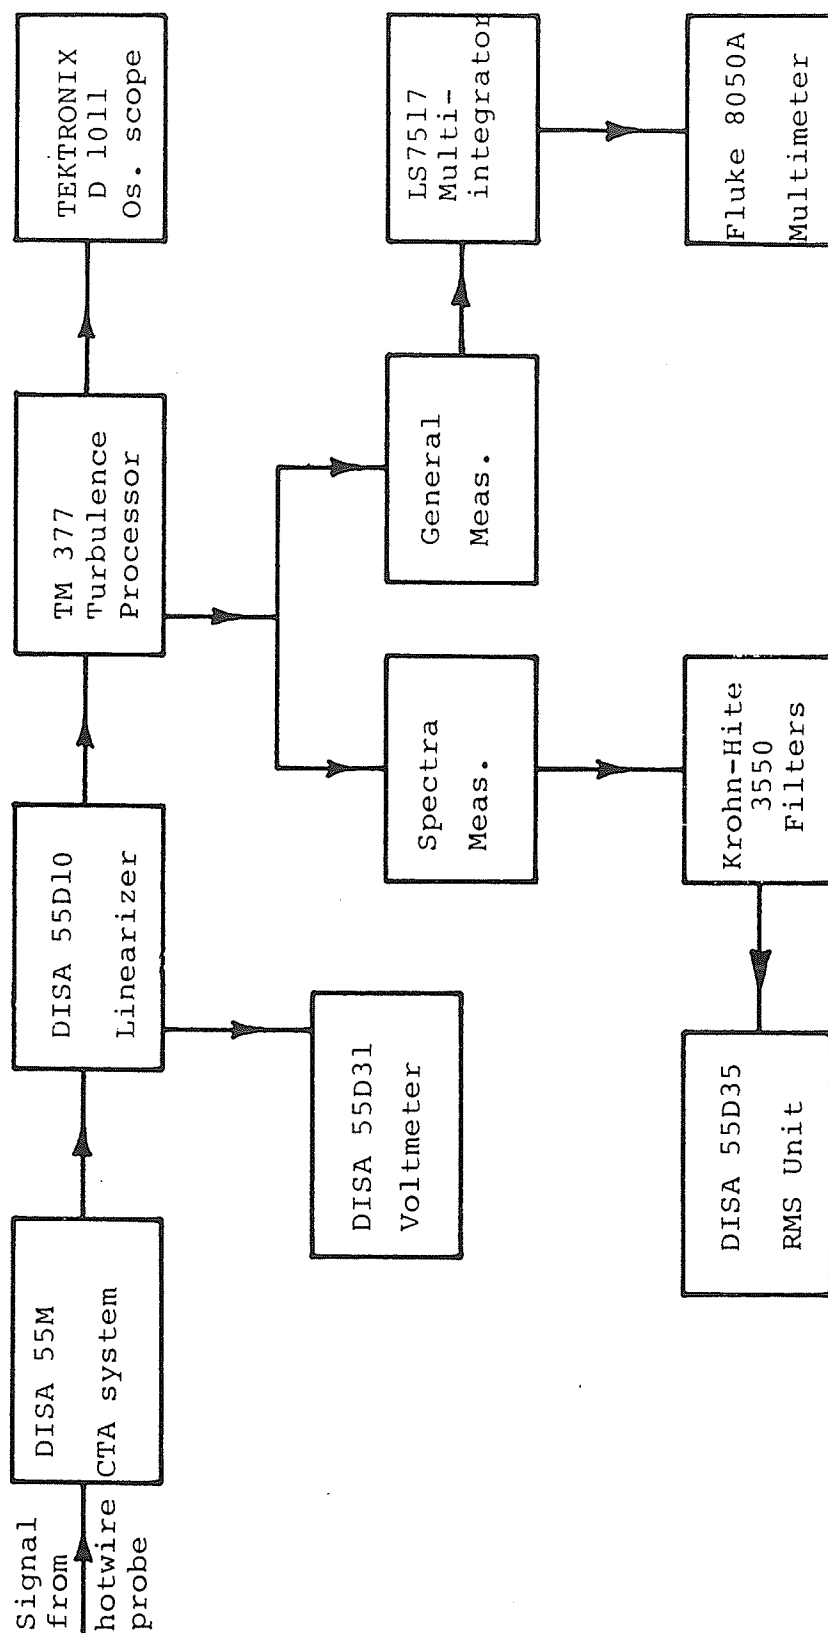 Signal
from
hotwire
probe
DISA 55M
CTA system
DISA 55D10
Linearizer
TM 377
Turbulence
Processor
TEKTRONIX
D 1011
Os. scope
DISA 55D31
Voltmeter
Spectra
Meas.
General
Meas.
LS7517
Multi-
integrator
DISA 55D35
RMS Unit
Krohn-Hite
3550
Filters
Fluke 8050A
Multimeter